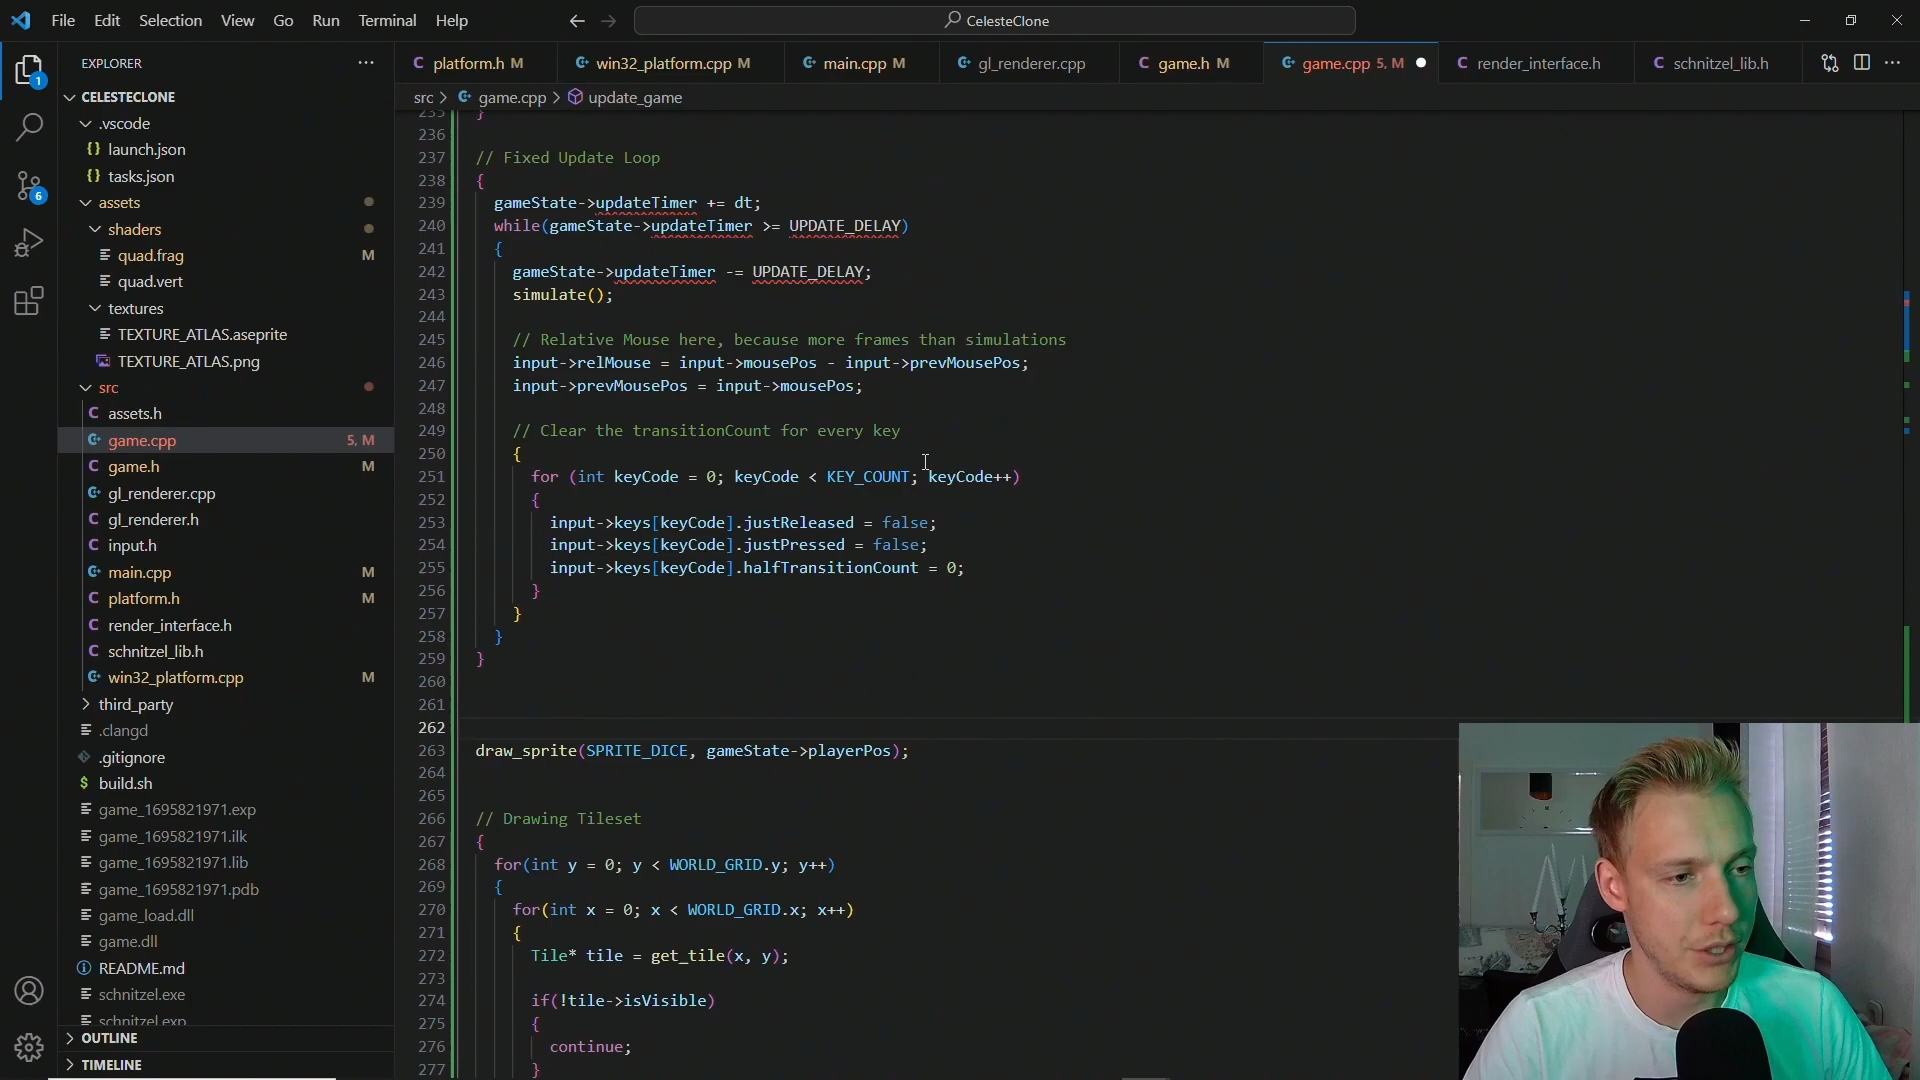 File Edit Selection View Go Run Terminal Help
CelesteClone
EXPLORER
platform.h M
win32_platform.cpp M
main.cpp M
gl_renderer.cpp
game.h M
game.cpp 5, M
render_interface.h
schnitzel_lib.h
src > game.cpp > update_game
1
6
CELESTECLONE
.vscode
launch.json
tasks.json
assets
shaders
quad.frag M
quad.vert
textures
TEXTURE_ATLAS.aseprite
TEXTURE_ATLAS.png
src
assets.h
game.cpp 5, M
game.h M
gl_renderer.cpp
gl_renderer.h
input.h
main.cpp M
platform.h M
render_interface.h
schnitzel_lib.h
win32_platform.cpp M
third_party
.clangd
.gitignore
build.sh
game_1695821971.exp
game_1695821971.ilk
game_1695821971.lib
game_1695821971.pdb
game_load.dll
game.dll
README.md
schnitzel.exe
schnitzel.exp
OUTLINE
TIMELINE
235 }
236
237 // Fixed Update Loop
238 {
239 gameState->updateTimer += dt;
240 while(gameState->updateTimer >= UPDATE_DELAY)
241 {
242 gameState->updateTimer -= UPDATE_DELAY;
243 simulate();
244
245 // Relative Mouse here, because more frames than simulations
246 input->relMouse = input->mousePos - input->prevMousePos;
247 input->prevMousePos = input->mousePos;
248
249 // Clear the transitionCount for every key
250 {
251 for (int keyCode = 0; keyCode < KEY_COUNT; keyCode++)
252 {
253 input->keys[keyCode].justReleased = false;
254 input->keys[keyCode].justPressed = false;
255 input->keys[keyCode].halfTransitionCount = 0;
256 }
257 }
258 }
259 }
260
261
262
263 draw_sprite(SPRITE_DICE, gameState->playerPos);
264
265
266 // Drawing Tileset
267 {
268 for(int y = 0; y < WORLD_GRID.y; y++)
269 {
270 for(int x = 0; x < WORLD_GRID.x; x++)
271 {
272 Tile* tile = get_tile(x, y);
273
274 if(!tile->isVisible)
275 {
276 continue;
277 }